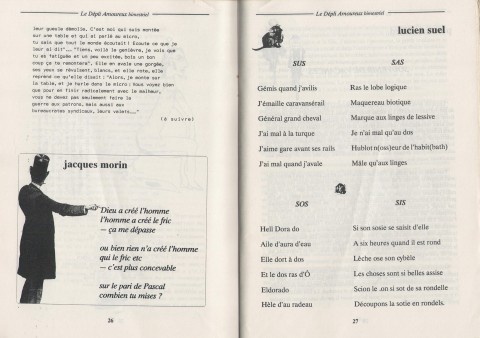 Le Dépli Amoureux bimestriel
leur gueule démolie. C'est moi qui suis montée
sur une table et qui ai parlé au micro,
tu sais que tout le monde écoutait! Ecoute ce que je
leur ai dit"... "Tiens, voilà le genièvre, je vois que
tu es fatiguée et un peu excitée, bois un bon
coup ça te remontera". Elle en avale une gorgée,
ses yeux se révulsent, blancs, et elle rote, elle
reprend ce qu'elle disait: "Alors, je monte sur
la table, et je hurle dans le micro: Vous voyez bien
que pour en finir radicalement avec le malheur,
vous ne devez pas seulement faire la
guerre aux patrons, mais aussi aux
bureaucrates syndicaux, leurs valets...."
(à suivre)
jacques morin
Dieu a créé l'homme
l'homme a créé le fric
— ça me dépasse
ou bien rien n'a créé l'homme
qui le fric etc
— c'est plus concevable
sur le pari de Pascal
combien tu mises ?
26
Le Dépli Amoureux bimestriel
lucien suel
SUS
SAS
Gémis quand j'avilis
Ras le lobe logique
J'émaille caravansérail
Maquereau biotique
Général grand cheval
Marque aux linges de lessive
J'ai mal à la turque
Je n'ai mal qu'au dos
J'aime gare avant ses rails
Hublot n(oss)eur de l'habit(bath)
J'ai mal quand j'avale
Mâle qu'aux linges
SOS
SIS
Hell Dora do
Si son sosie se saisit d'elle
Aile d'aura d'eau
A six heures quand il est rond
Elle dort à dos
Lèche ose son cybèle
Et le dos ras d'Ô
Les choses sont si belles assise
Eldorado
Scion le .on si sot de sa ronde
Hèle d'au radeau
Découpons la sotie en rondels.
27